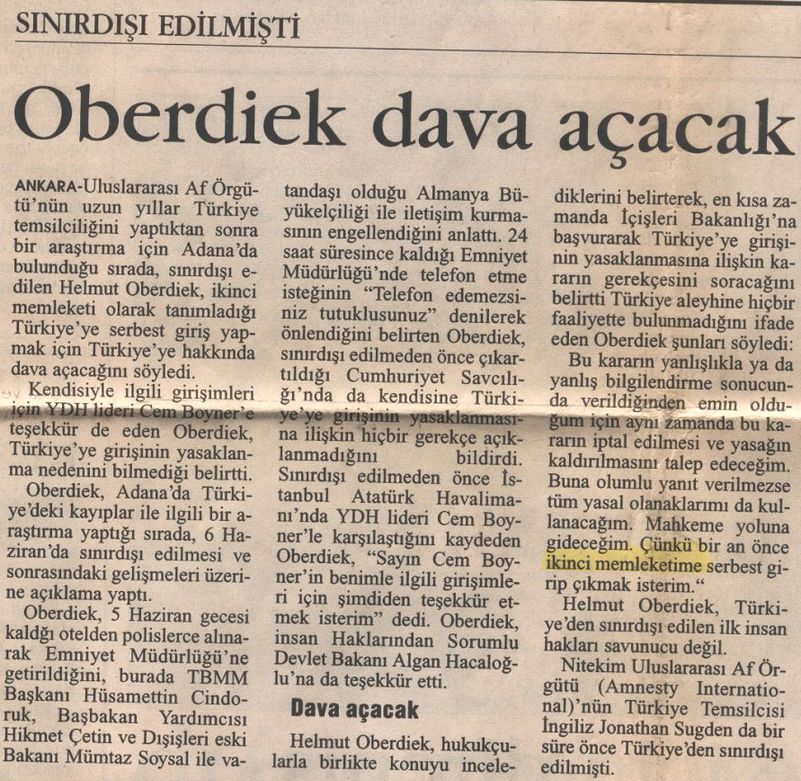 SINIRDIŞI EDİLMİŞTİ
Oberdiek dava açacak
ANKARA-Uluslararası Af Örgü-
tü'nün uzun yıllar Türkiye
temsilciliğini yaptıktan sonra
bir araştırma için Adana'da
bulunduğu sırada, sınırdışı e-
dilen Helmut Oberdiek, ikinci
memleketi olarak tanımladığı
Türkiye'ye serbest giriş yap-
mak için Türkiye'ye hakkında
dava açacağını söyledi.
Kendisiyle ilgili girişimleri
için YDH lideri Cem Boyner'e
teşekkür de eden Oberdiek,
Türkiye'ye girişinin yasaklan-
ma nedenini bilmediği belirtti.
Oberdiek, Adana'da Türki-
ye'deki kayıplar ile ilgili bir a-
raştırma yaptığı sırada, 6 Ha-
ziran'da sınırdışı edilmesi ve
sonrasındaki gelişmeleri üzeri-
ne açıklama yaptı.
Oberdiek, 5 Haziran gecesi
kaldğı otelden polislerce alına-
rak Emniyet Müdürlüğü'ne
getirildiğini, burada TBMM
Başkanı Hüsamettin Cindo-
ruk, Başbakan Yardımcısı
Hikmet Çetin ve Dışişleri eski
Bakanı Mümtaz Soysal ile va-
tandaşı olduğu Almanya Bü-
yükelçiliği ile iletişim kurma-
sının engellendiğini anlattı. 24
saat süresince kaldığı Emniyet
Müdürlüğü'nde telefon etme
isteğinin “Telefon edemezsi-
niz tutuklusunuz” denilerek
önlendiğini belirten Oberdiek,
sınırdışı edilmeden önce çıkar-
tıldığı Cumhuriyet Savcılı-
ğı'nda da kendisine Türki-
ye'ye girişinin yasaklanması-
na ilişkin hiçbir gerekçe açık-
lanmadığını bildirdi.
Sınırdışı edilmeden önce İs-
tanbul Atatürk Havalima-
nı'nda YDH lideri Cem Boy-
ner'le karşılaştığını kaydeden
Oberdiek, “Sayın Cem Boy-
ner'in benimle ilgili girişimle-
ri için şimdiden teşekkür et-
mek isterim” dedi. Oberdiek,
insan Haklarından Sorumlu
Devlet Bakanı Algan Hacaloğ-
lu'na da teşekkür etti.
Dava açacak
Helmut Oberdiek, hukukçu-
larla birlikte konuyu incele-
diklerini belirterek, en kısa za-
manda İçişleri Bakanlığı'na
başvurarak Türkiye'ye girişi-
nin yasaklanmasına ilişkin ka-
rarın gerekçesini soracağını
belirtti Türkiye aleyhine hiçbir
faaliyette bulunmadığını ifade
eden Oberdiek şunları söyledi:
Bu kararın yanlışlıkla ya da
yanlış bilgilendirme sonucun-
da verildiğinden emin oldu-
ğum için aynı zamanda bu ka-
rarın iptal edilmesi ve yasağın
kaldırılmasını talep edeceğim.
Buna olumlu yanıt verilmezse
tüm yasal olanaklarımı da kul-
lanacağım. Mahkeme yoluna
gideceğim. Çünkü bir an önce
ikinci memleketime serbest gi-
rip çıkmak isterim.“
Helmut Oberdiek, Türki-
ye'den sınırdışı edilen ilk insan
hakları savunucu değil.
Nitekim Uluslararası Af Ör-
gütü (Amnesty Internatio-
nal)'nün Türkiye Temsilcisi
İngiliz Jonathan Sugden da bir
süre önce Türkiye'den sınırdışı
edilmişti.